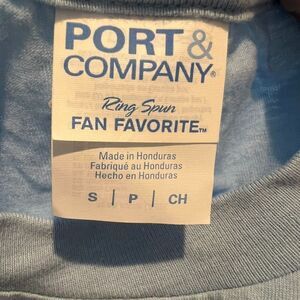 PORT &
COMPANY®
Ring Spun
FAN FAVORITE™
Made in Honduras
Fabriqué au Honduras
Hecho en Honduras
S | P | CH